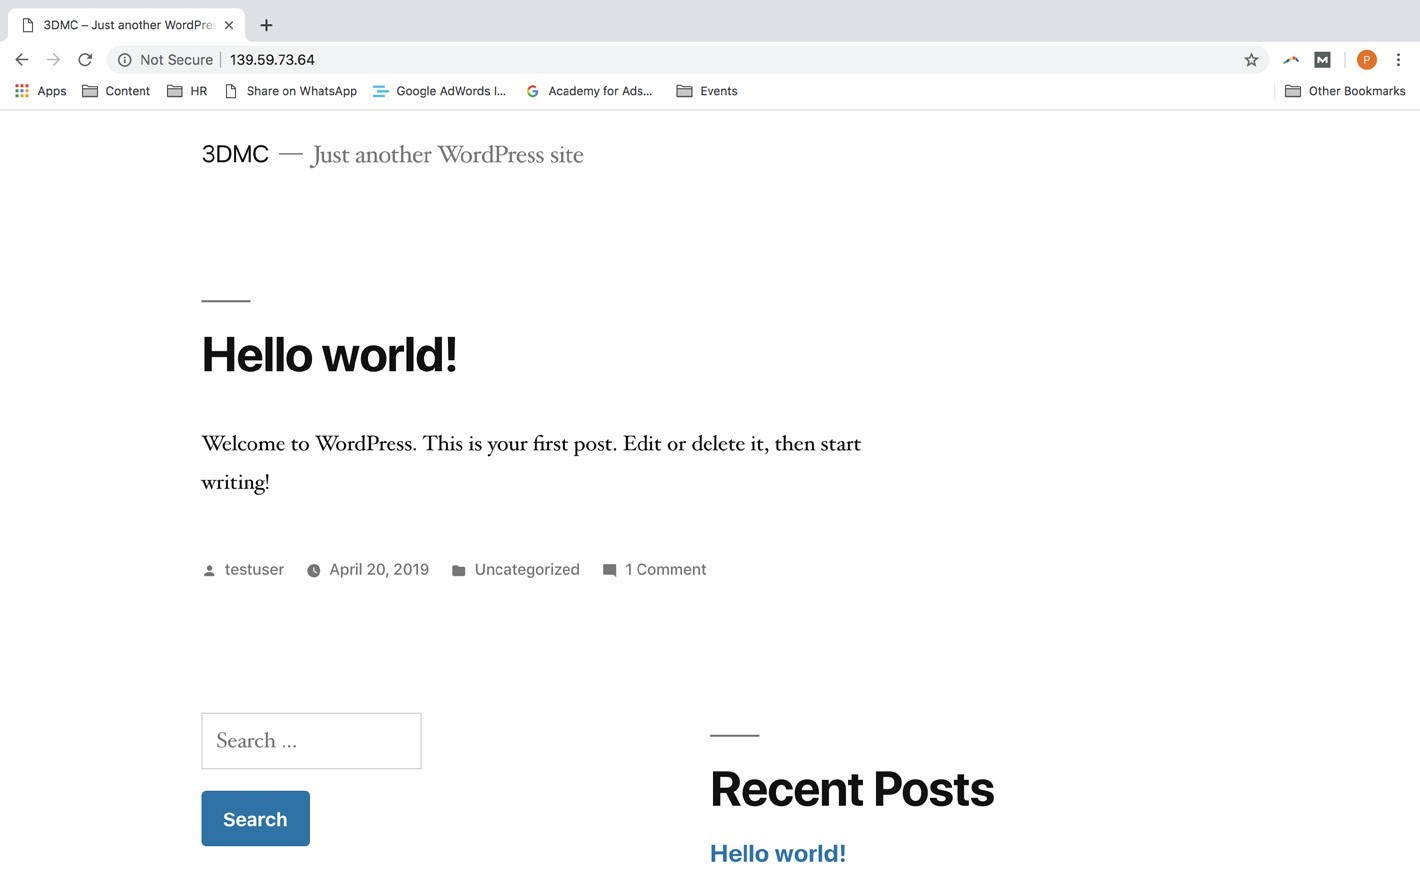 3DMC – Just another WordPre
Not Secure 139.59.73.64
P
Apps Content HR Share on WhatsApp Google AdWords I... Academy for Ads... Events Other Bookmarks
3DMC — Just another WordPress site
Hello world!
Welcome to WordPress. This is your first post. Edit or delete it, then start
writing!
testuser April 20, 2019 Uncategorized 1 Comment
Search ...
Search
Recent Posts
Hello world!